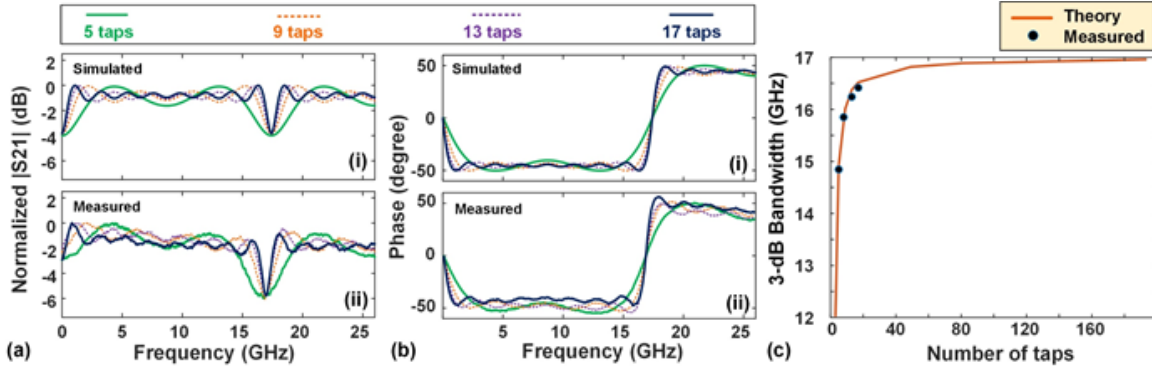 5 taps 9 taps 13 taps 17 taps
Theory
Measured
Simulated
(i)
2
0
-2
-4
-6
Measured
(ii)
2
0
-2
-4
-6
0 5 10 15 20 25
Normalized |S21| (dB)
(a) Frequency (GHz)
Simulated
(i)
50
0
-50
Measured
(ii)
50
0
-50
0 5 10 15 20 25
Phase (degree)
(b) Frequency (GHz)
17
16
15
14
13
12
0 40 80 120 160
3-dB Bandwidth (GHz)
(c) Number of taps